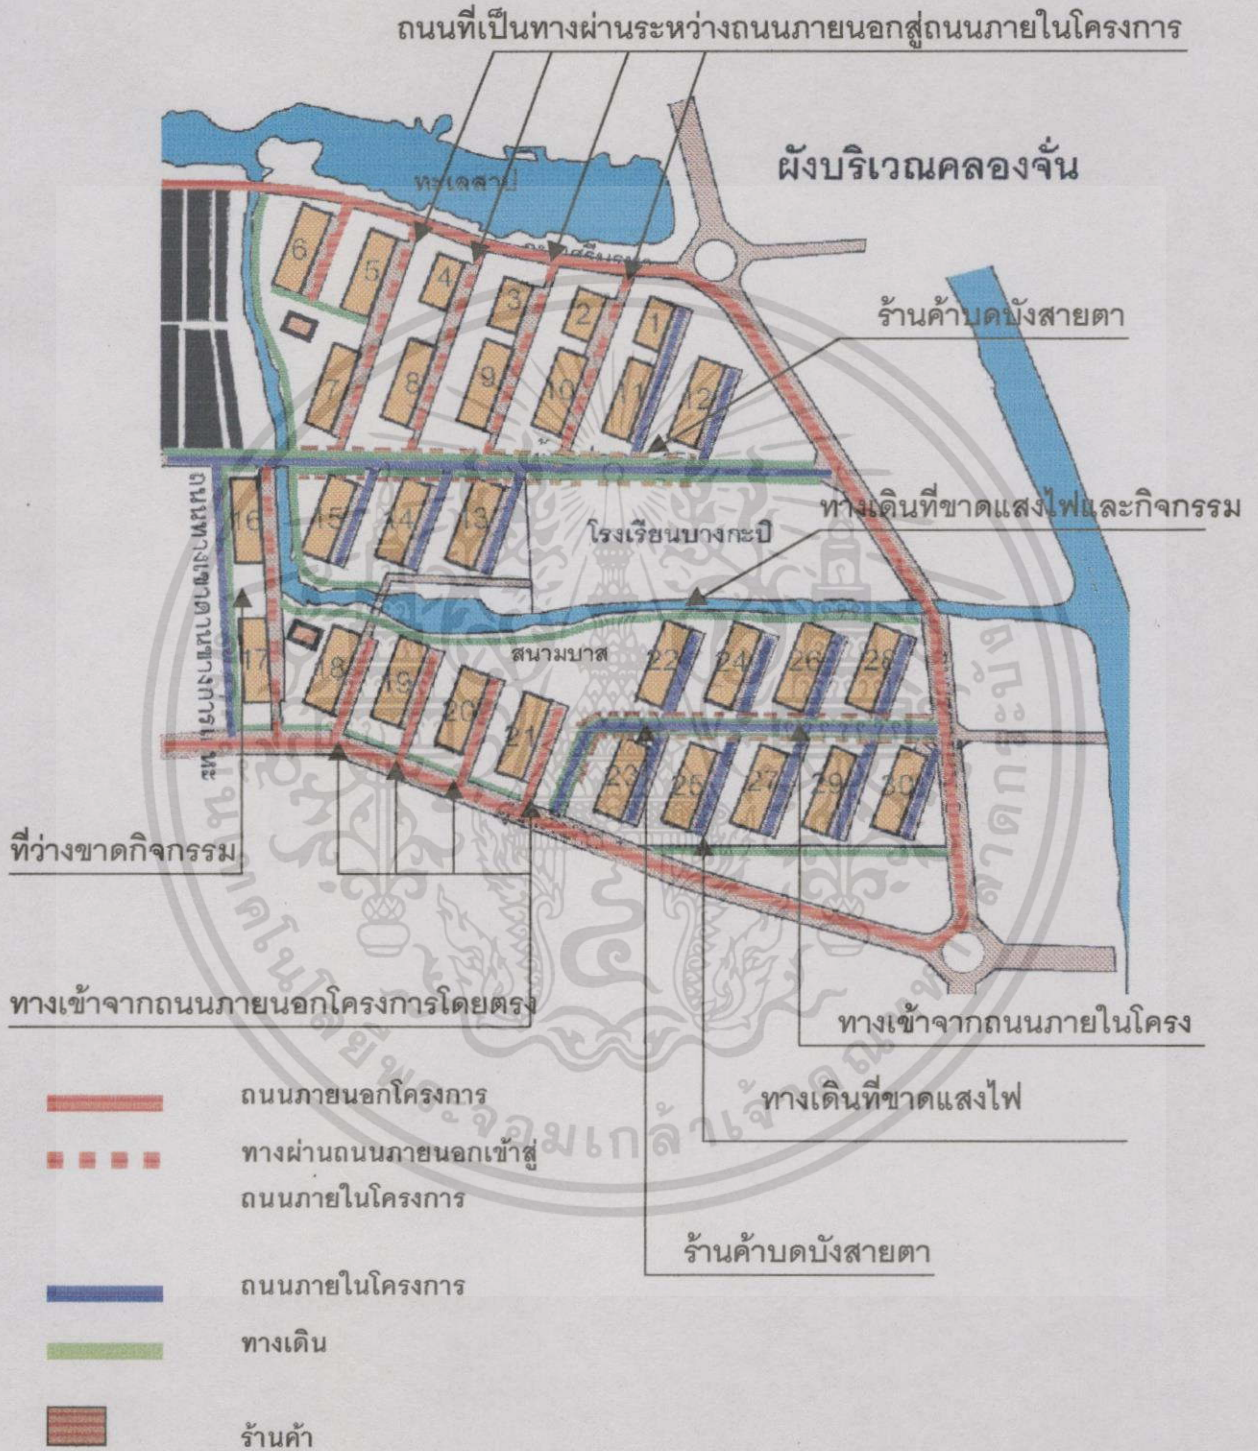 ถนนที่เป็นทางผ่านระหว่างถนนภายนอกสู่ถนนภายในโครงการ
ผังบริเวณคลองจั่น
ทะเลสาป
6
5
4
3
2
1
ร้านค้าบดบังสายตา
7
8
9
10
11
12
16
15
14
13
โรงเรียนบางกะปิ
ทางเดินที่ขาดแสงไฟและกิจกรรม
17
18
19
20
21
สนามบาส
22
24
26
28
23
25
27
29
30
ที่ว่างขาดกิจกรรม
ทางเข้าจากถนนภายนอกโครงการโดยตรง
ทางเข้าจากถนนภายในโครง
ทางเดินที่ขาดแสงไฟ
ร้านค้าบดบังสายตา
ถนนภายนอกโครงการ
ทางผ่านถนนภายนอกเข้าสู่
ถนนภายในโครงการ
ถนนภายในโครงการ
ทางเดิน
ร้านค้า